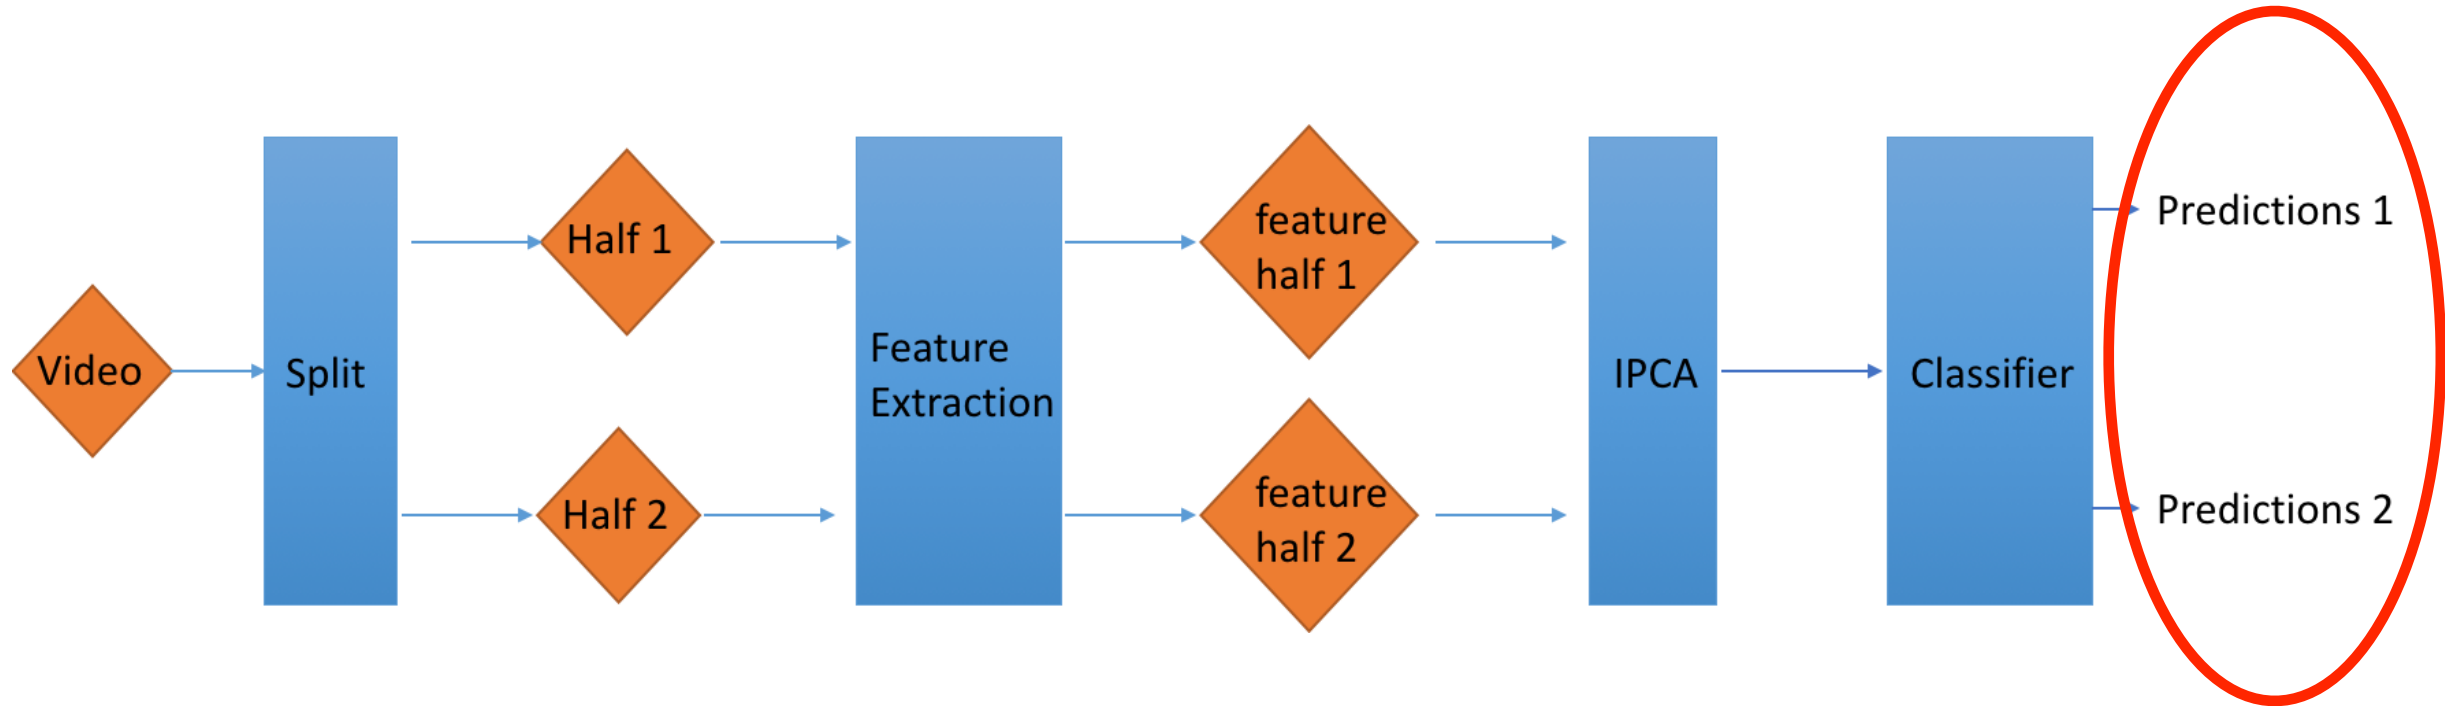 Video
Split
Half 1
Half 2
Feature
Extraction
feature
half 1
feature
half 2
IPCA
Classifier
Predictions 1
Predictions 2